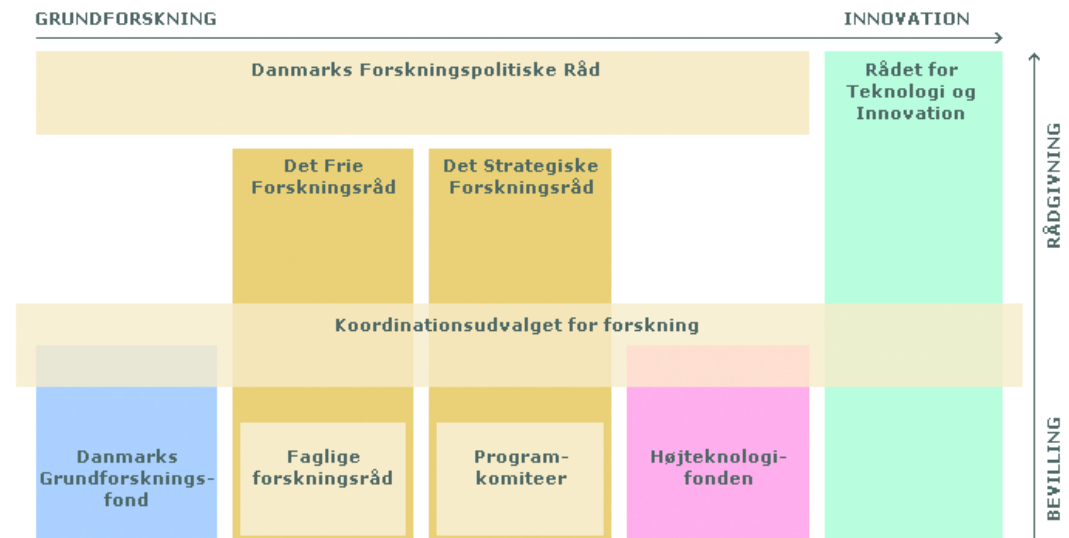 GRUNDFORSKNING
INNOVATION
Danmarks Forskningspolitiske Råd
Rådet for
Teknologi og
Innovation
Det Frie
Forskningsråd
Det Strategiske
Forskningsråd
RÅDGIVNING
Koordinationsudvalget for forskning
Danmarks
Grundforsknings-
fond
Faglige
forskningsråd
Program-
komiteer
Højteknologi-
fonden
BEVILLING